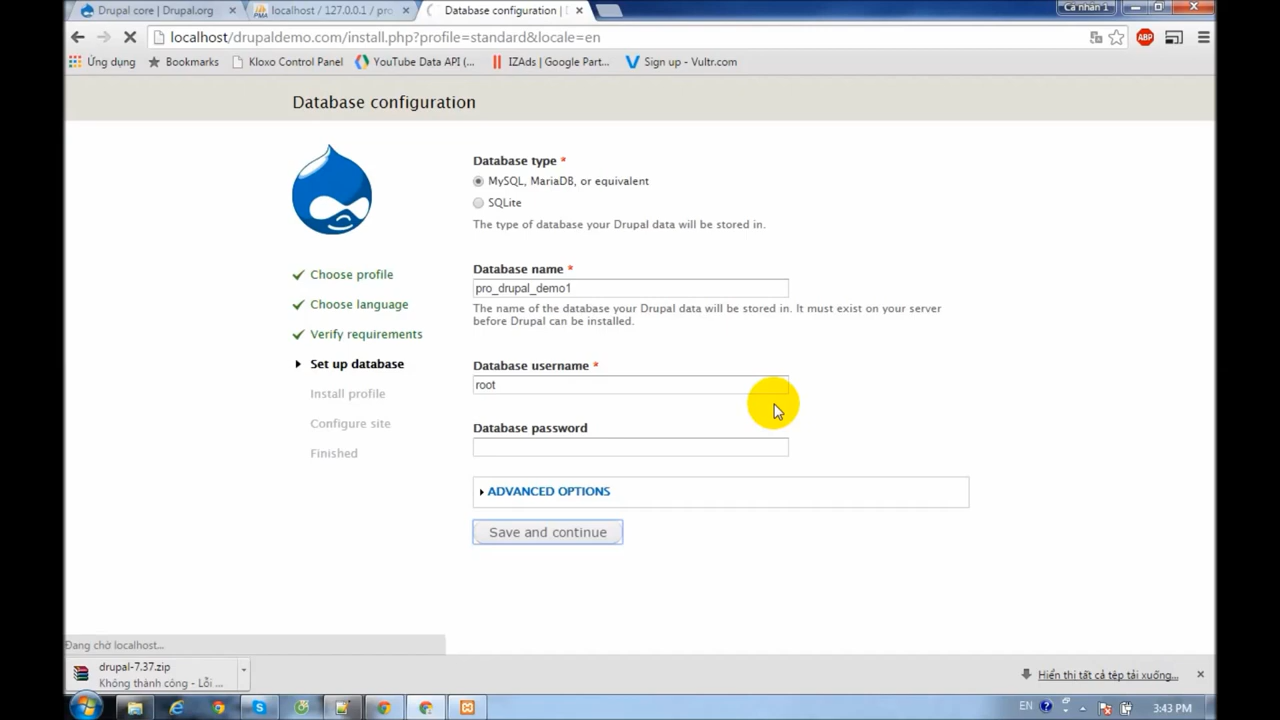 Drupal core | Drupal.org
localhost / 127.0.0.1 / pro
Database configuration |
Cá nhân 1
localhost/drupaldemo.com/install.php?profile=standard&locale=en
ABP
Ứng dụng
Bookmarks
Kloxo Control Panel
YouTube Data API (...
IZAds | Google Part...
Sign up - Vultr.com
Database configuration
Database type *
MySQL, MariaDB, or equivalent
SQLite
The type of database your Drupal data will be stored in.
Database name *
pro_drupal_demo1
The name of the database your Drupal data will be stored in. It must exist on your server
before Drupal can be installed.
Database username *
root
Database password
ADVANCED OPTIONS
Save and continue
Choose profile
Choose language
Verify requirements
Set up database
Install profile
Configure site
Finished
Đang chờ localhost...
drupal-7.37.zip
Không thành công - Lỗi ...
Hiển thị tất cả tệp tải xuống...
EN
3:43 PM